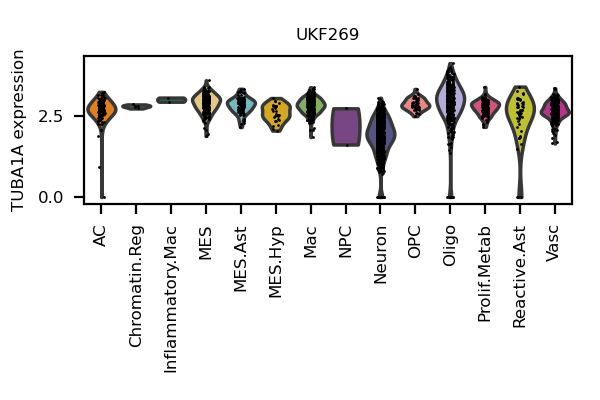 UKF269
TUBA1A expression
2.5
0.0
AC
Chromatin.Reg
Inflammatory.Mac
MES
MES.Ast
MES.Hyp
Mac
NPC
Neuron
OPC
Oligo
Prolif.Metab
Reactive.Ast
Vasc